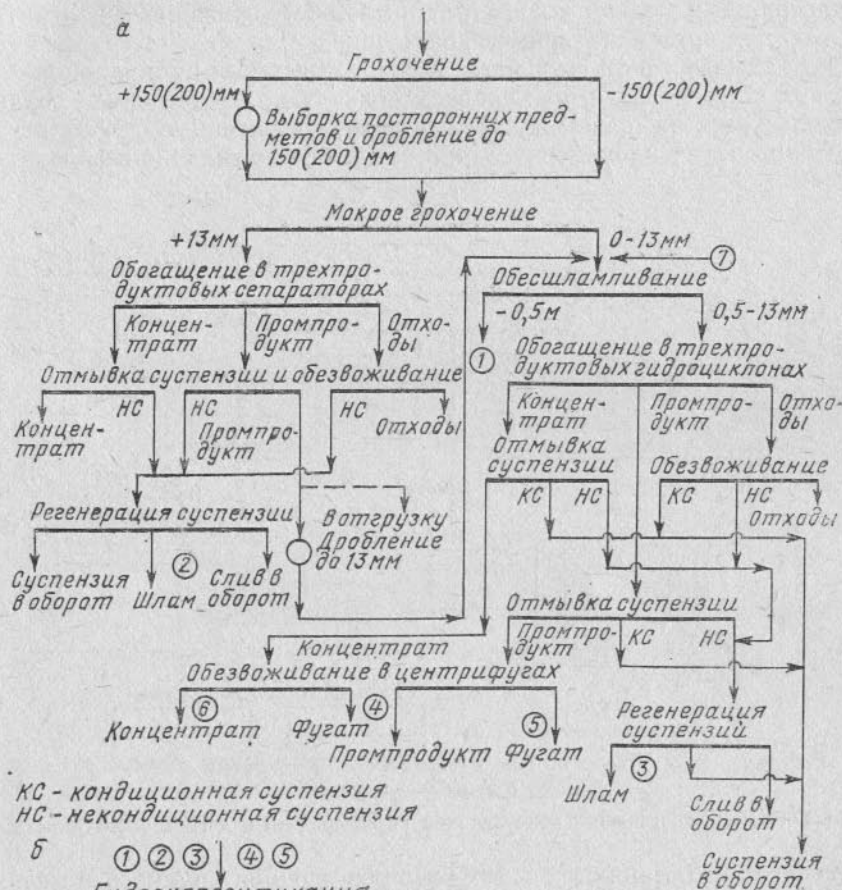 а
Грохочение
+150(200)мм
-150(200)мм
Выборка посторонних пред-
метов и дробление до
150(200) мм
Мокрое грохочение
+13мм
0-13мм
7
Обогащение в трехпро-
дуктовых сепараторах
Обесшламливание
-0,5м
0,5-13мм
Концен-
трат
Промпро-
дукт
Отхо-
ды
1
Обогащение в трехпро-
дуктовых гидроциклонах
Отмывка суспензии и обезвоживание
НС
НС
НС
Концен-
трат
Промпро-
дукт
Отходы
Концен-
трат
Промпро-
дукт
Отхо-
ды
Отмывка
суспензии
Обезвоживание
КС
НС
КС
НС
Отходы
Регенерация суспензии
В отгрузку
Дробление
до 13мм
Суспензия
в оборот
2
Шлам
Слив в
оборот
Отмывка суспензии
Концентрат
Промпро-
дукт
КС
НС
Обезвоживание в центрифугах
6
Концентрат
Фугат
4
Промпродукт
5
Фугат
Регенерация
суспензий
Шлам
3
Слив в
оборот
Суспензия
в оборот
КС - кондиционная суспензия
НС - некондиционная суспензия
б
1 2 3 4 5